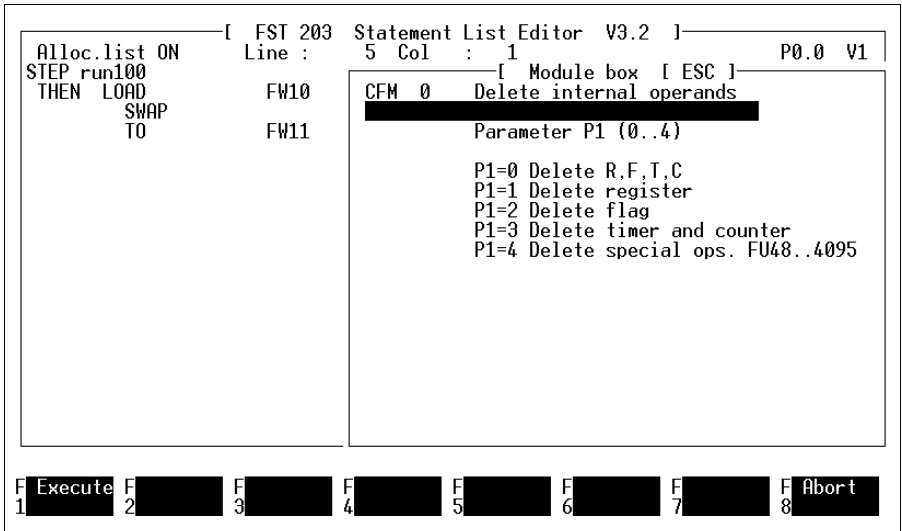 [ FST 203 Statement List Editor V3.2 ]
Alloc.list ON Line : 5 Col : 1 P0.0 V1
STEP run100
THEN LOAD FW10
SWAP
TO FW11
[ Module box [ ESC ]
CFM 0 Delete internal operands
Parameter P1 (0..4)
P1=0 Delete R,F,T,C
P1=1 Delete register
P1=2 Delete flag
P1=3 Delete timer and counter
P1=4 Delete special ops. FU48..4095
F1 Execute F2 F3 F4 F5 F6 F7 F8 Abort